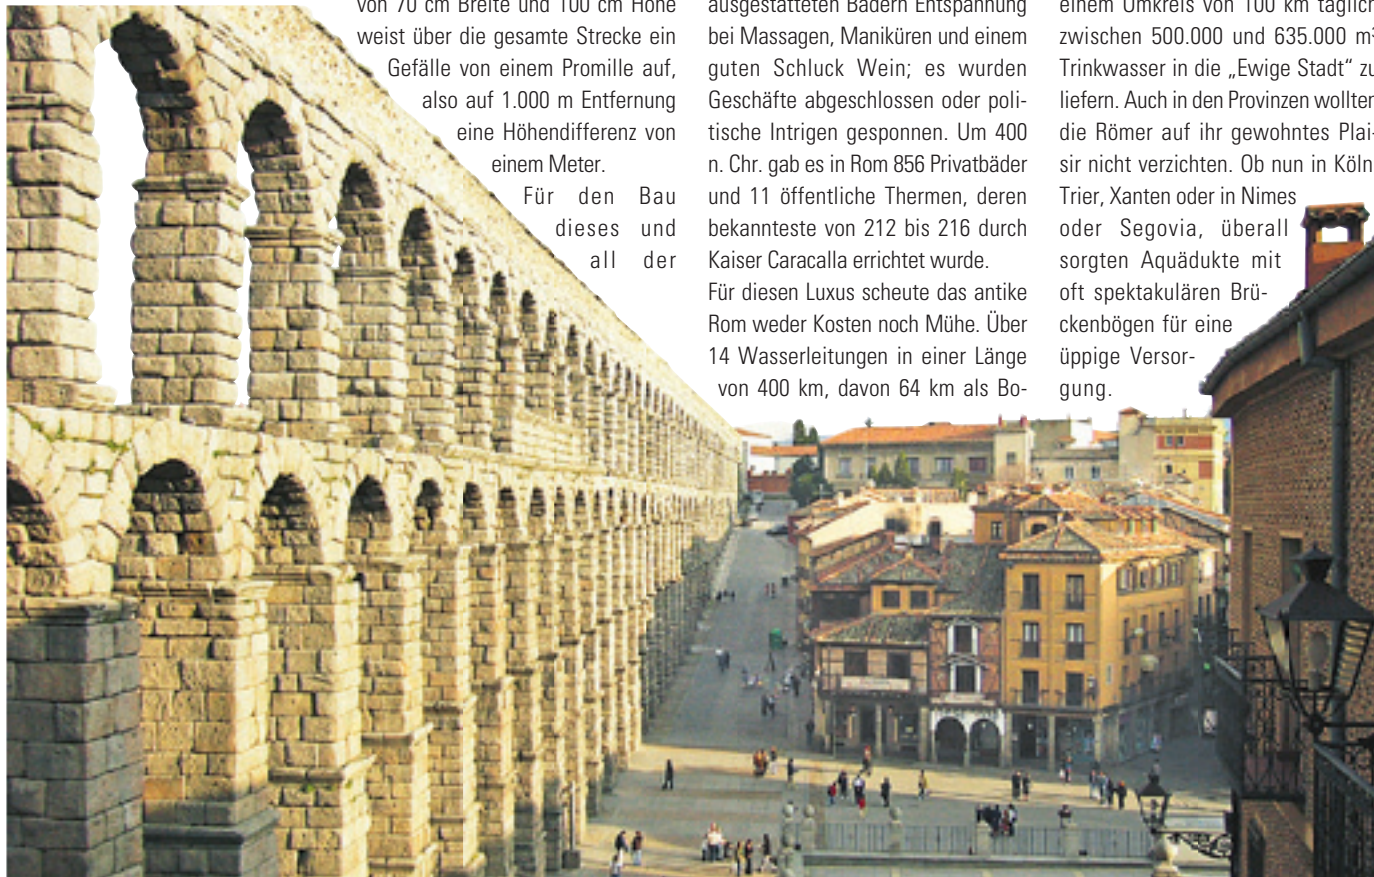 von 70 cm Breite und 100 cm Höhe
weist über die gesamte Strecke ein
Gefälle von einem Promille auf,
also auf 1.000 m Entfernung
eine Höhendifferenz von
einem Meter.
Für den Bau
dieses und
all der
ausgestatteten Bädern Entspannung
bei Massagen, Maniküren und einem
guten Schluck Wein; es wurden
Geschäfte abgeschlossen oder poli-
tische Intrigen gesponnen. Um 400
n. Chr. gab es in Rom 856 Privatbäder
und 11 öffentliche Thermen, deren
bekannteste von 212 bis 216 durch
Kaiser Caracalla errichtet wurde.
Für diesen Luxus scheute das antike
Rom weder Kosten noch Mühe. Über
14 Wasserleitungen in einer Länge
von 400 km, davon 64 km als Bo-
einem Umkreis von 100 km täglich
zwischen 500.000 und 635.000 m³
Trinkwasser in die „Ewige Stadt“ zu
liefern. Auch in den Provinzen wollten
die Römer auf ihr gewohntes Plai-
sir nicht verzichten. Ob nun in Köln,
Trier, Xanten oder in Nimes
oder Segovia, überall
sorgten Aquädukte mit
oft spektakulären Brü-
ckenbögen für eine
üppige Versor-
gung.